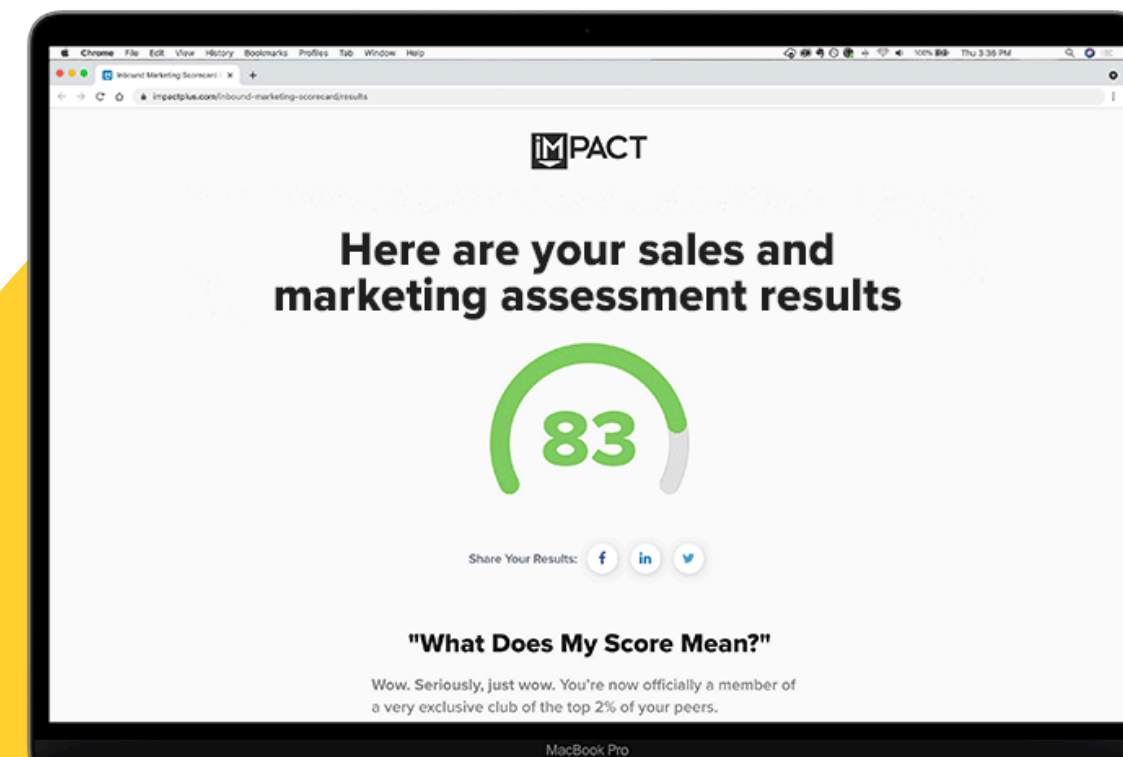 Chrome File Edit View History Bookmarks Profiles Tab Window Help
100%
Thu 3:36 PM
Inbound Marketing Scorecard
impactplus.com/inbound-marketing-scorecard/results
iMPACT
Here are your sales and
marketing assessment results
83
Share Your Results: f in
"What Does My Score Mean?"
Wow. Seriously, just wow. You're now officially a member of
a very exclusive club of the top 2% of your peers.
MacBook Pro